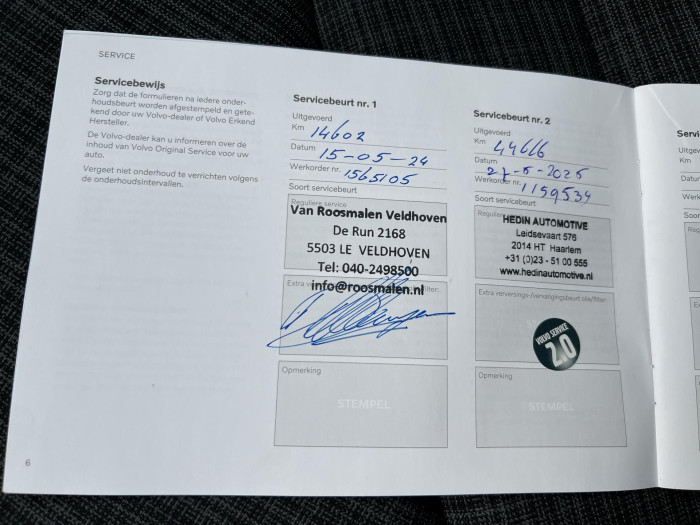 SERVICE
Servicebewijs
Zorg dat de formulieren na iedere onder-
houdsbeurt worden afgestempeld en gete-
kend door uw Volvo-dealer of Volvo Erkend
Hersteller.
De Volvo-dealer kan u informeren over de
inhoud van Volvo Original Service voor uw
auto.
Vergeet niet onderhoud te verrichten volgens
de onderhoudsintervallen.
6
Servicebeurt nr. 1
Uitgevoerd
Km 14602
Datum 15-05-24
Werkorder nr. 1565105
Soort servicebeurt
Reguliere service
Van Roosmalen Veldhoven
De Run 2168
5503 LE VELDHOVEN
Tel: 040-2498500
info@roosmalen.nl
Opmerking
STEMPEL
Servicebeurt nr. 2
Uitgevoerd
Km 44616
Datum
27-5-2025
Werkorder nr. 1159534
Soort servicebeurt
HEDIN AUTOMOTIVE
Leidsevaart 576
2014 HT Haarlem
+31 (0)23 - 51 00 555
www.hedinautomotive.nl
Extra verversings-/vervangingsbeurt olie/filter:
VOLVO SERVICE
2.0
Opmerking
STEMPEL